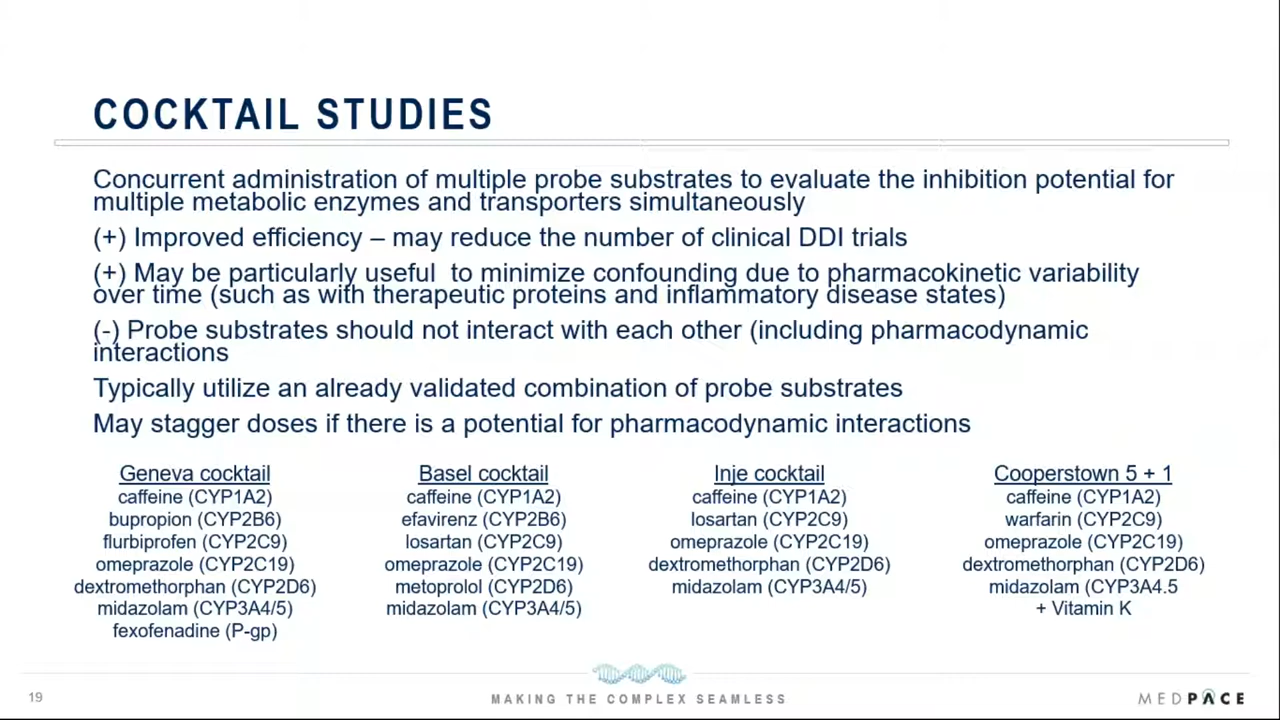 COCKTAIL STUDIES
Concurrent administration of multiple probe substrates to evaluate the inhibition potential for
multiple metabolic enzymes and transporters simultaneously
(+) Improved efficiency – may reduce the number of clinical DDI trials
(+) May be particularly useful  to minimize confounding due to pharmacokinetic variability
over time (such as with therapeutic proteins and inflammatory disease states)
(-) Probe substrates should not interact with each other (including pharmacodynamic
interactions
Typically utilize an already validated combination of probe substrates
May stagger doses if there is a potential for pharmacodynamic interactions
Geneva cocktail
caffeine (CYP1A2)
bupropion (CYP2B6)
flurbiprofen (CYP2C9)
omeprazole (CYP2C19)
dextromethorphan (CYP2D6)
midazolam (CYP3A4/5)
fexofenadine (P-gp)
Basel cocktail
caffeine (CYP1A2)
efavirenz (CYP2B6)
losartan (CYP2C9)
omeprazole (CYP2C19)
metoprolol (CYP2D6)
midazolam (CYP3A4/5)
Inje cocktail
caffeine (CYP1A2)
losartan (CYP2C9)
omeprazole (CYP2C19)
dextromethorphan (CYP2D6)
midazolam (CYP3A4/5)
Cooperstown 5 + 1
caffeine (CYP1A2)
warfarin (CYP2C9)
omeprazole (CYP2C19)
dextromethorphan (CYP2D6)
midazolam (CYP3A4.5
+ Vitamin K
19
MAKING THE COMPLEX SEAMLESS
MEDPACE